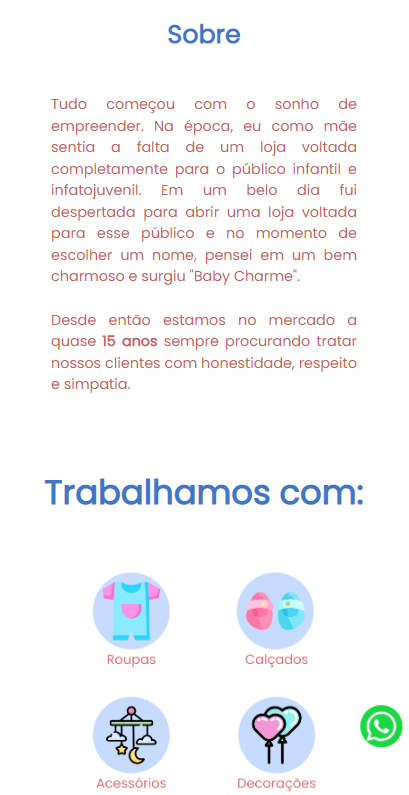 Sobre
Tudo começou com o sonho de
empreender. Na época, eu como mãe
sentia a falta de um loja voltada
completamente para o público infantil e
infatojuvenil. Em um belo dia fui
despertada para abrir uma loja voltada
para esse público e no momento de
escolher um nome, pensei em um bem
charmoso e surgiu "Baby Charme".
Desde então estamos no mercado a
quase 15 anos sempre procurando tratar
nossos clientes com honestidade, respeito
e simpatia.
Trabalhamos com:
Roupas
Calçados
Acessórios
Decorações